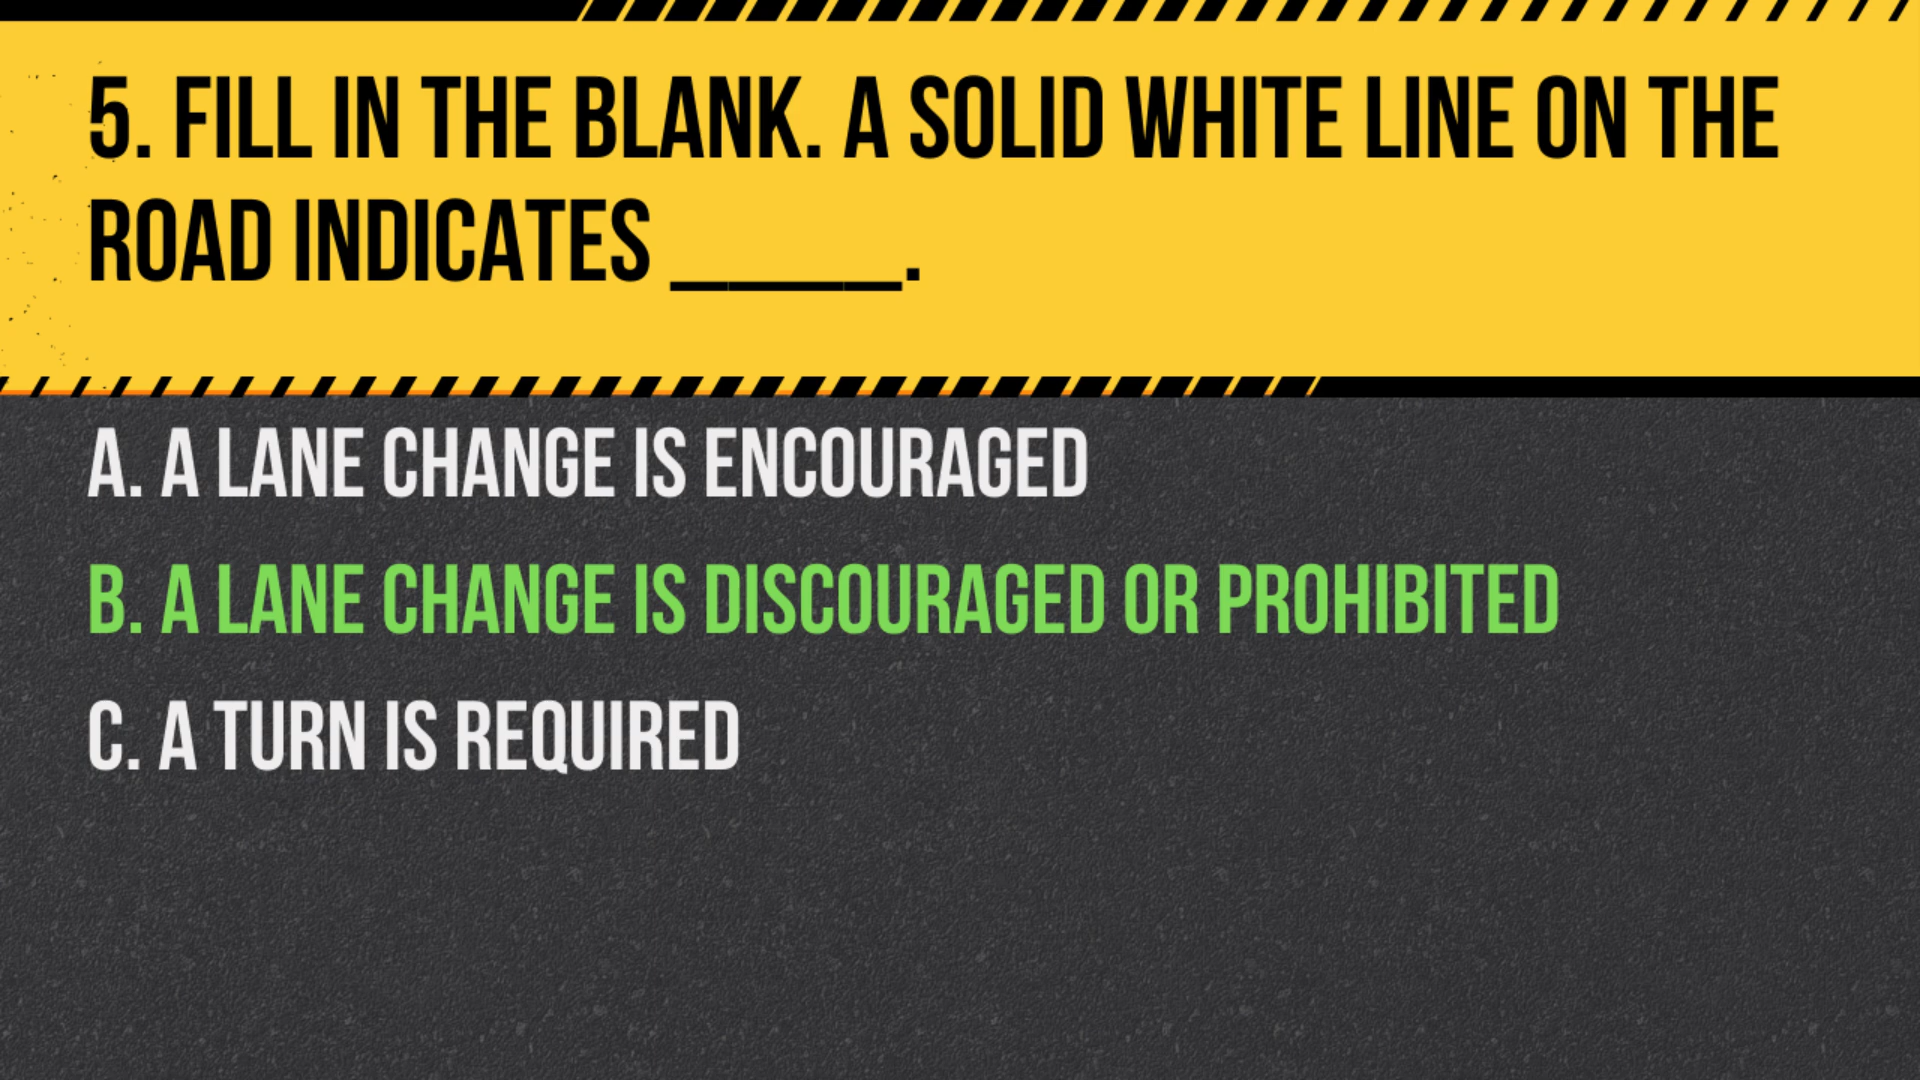 5. FILL IN THE BLANK. A SOLID WHITE LINE ON THE
ROAD INDICATES ____.
A. A LANE CHANGE IS ENCOURAGED
B. A LANE CHANGE IS DISCOURAGED OR PROHIBITED
C. A TURN IS REQUIRED